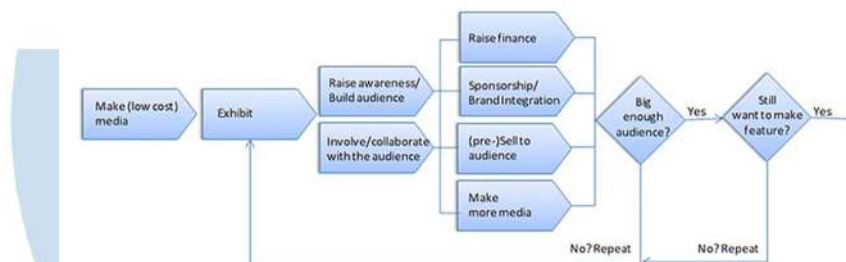 Make (low cost)
media
Exhibit
Raise awareness/
Build audience
Involve/collaborate
with the audience
Raise finance
Sponsorship/
Brand Integration
(pre-)Sell to
audience
Make
more media
Big
enough
audience?
Yes
Still
want to make
feature?
Yes
No? Repeat
No? Repeat